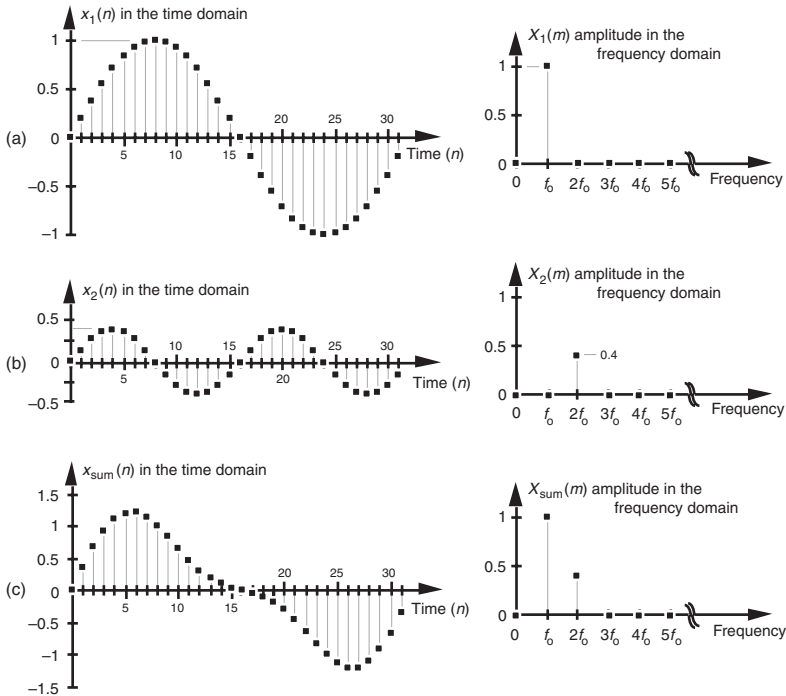 x₁(n) in the time domain
1
0.5
0
−0.5
−1
5
10
15
20
30
Time (n)
(a)
X₁(m) amplitude in the
frequency domain
1
0.5
0
0
fₒ
2fₒ
3fₒ
4fₒ
5fₒ
Frequency
x₂(n) in the time domain
0.5
0
−0.5
5
10
15
20
30
Time (n)
(b)
X₂(m) amplitude in the
frequency domain
1
0.5
0.4
0
0
fₒ
2fₒ
3fₒ
4fₒ
5fₒ
Frequency
xsum(n) in the time domain
1.5
1
0.5
0
−0.5
−1
−1.5
5
10
15
20
30
Time (n)
(c)
Xsum(m) amplitude in the
frequency domain
1
0.5
0
0
fₒ
2fₒ
3fₒ
4fₒ
5fₒ
Frequency